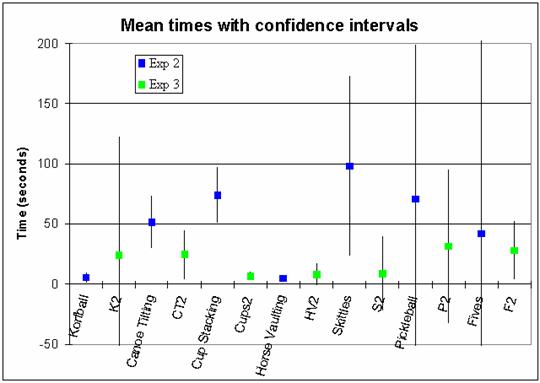 Mean times with confidence intervals
Exp 2
Exp 3
Time (seconds)
200
150
100
50
0
-50
Korfball
K2
Canoe Tilting
CT2
Cup Stacking
Cups2
Horse Vaulting
HV2
Skittles
S2
Pickleball
P2
Fives
F2